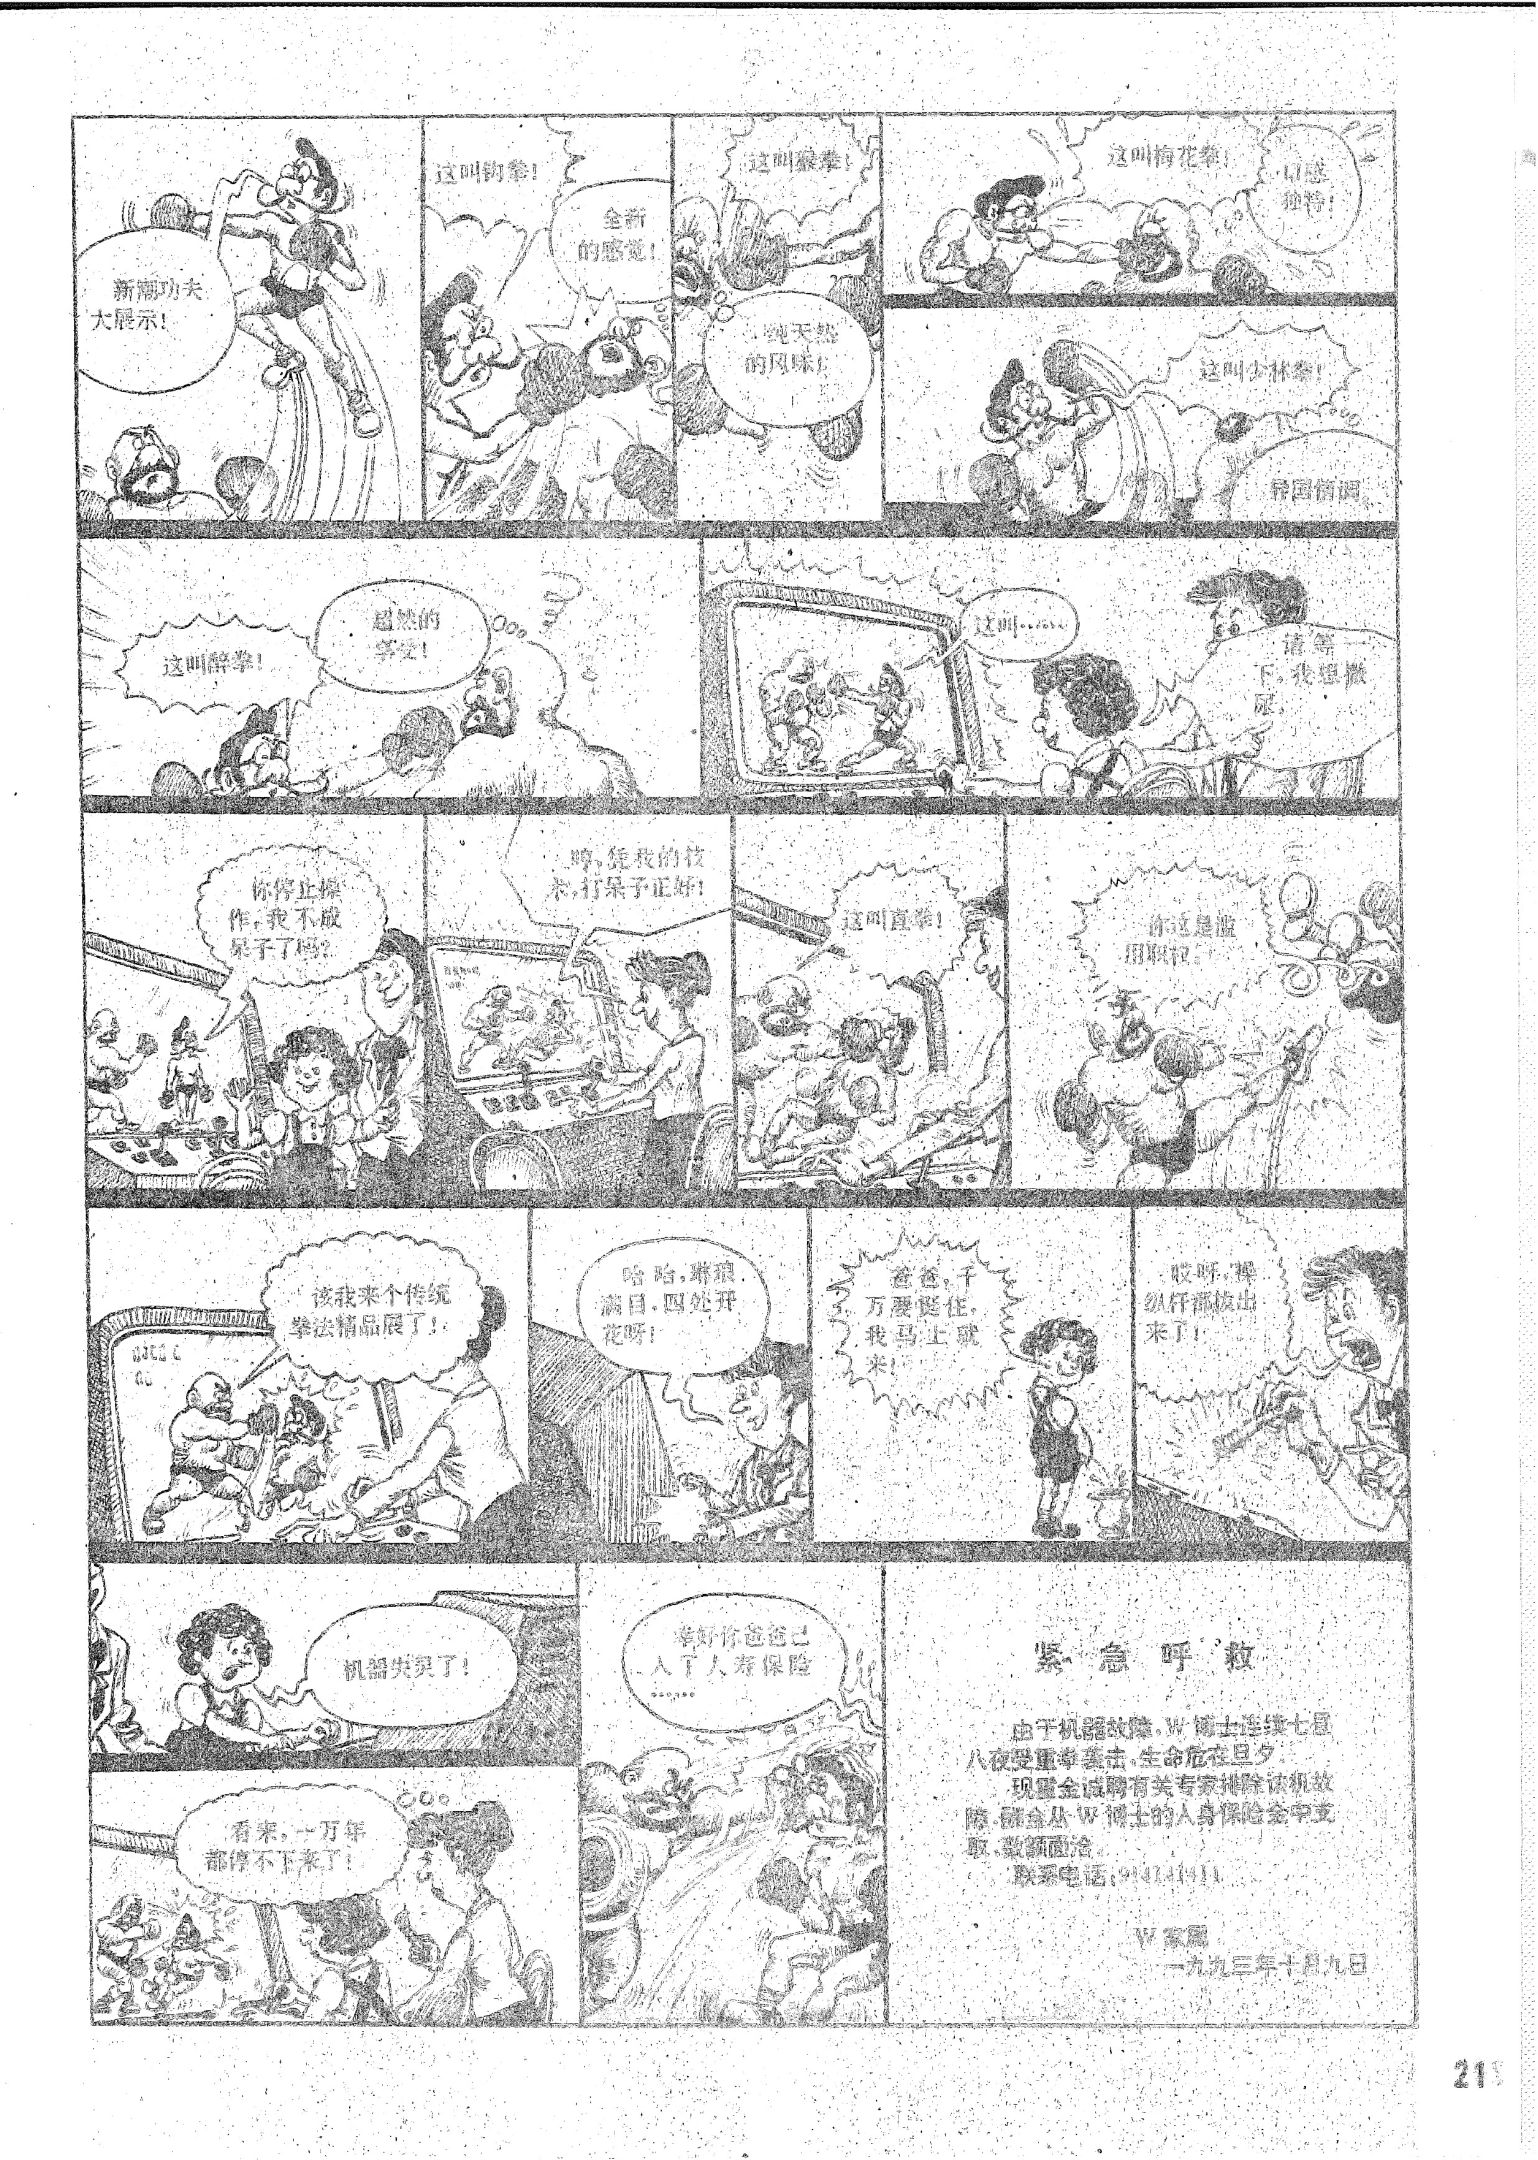 新潮功夫
大展示！
这叫钩拳！
全新
的感觉！
这叫猴拳！
纯天然
的风味！
这叫梅花拳！
口感
独特！
这叫少林拳！
异国情调
这叫醉拳！
超然的
享受！
这叫……
请等一
下，我想撒
尿。
你停止操
作，我不成
呆子了吗？
哼，凭我的技
术，打呆子正好！
这叫直拳！
你这是滥
用职权。
该我来个传统
拳法精品展了！
哈哈，琳琅
满目，四处开
花呀！
爸爸，千
万要挺住，
我马上就
来！
哎呀，操
纵杆都拔出
来了！
机器失灵了！
看来，一万年
都停不下来了！
幸好你爸爸已
入了人寿保险
……
紧急呼救
由于机器故障，W博士连续七日
八夜受重拳袭击，生命危在旦夕。
现重金诚聘有关专家排除该机故
障，酬金从W博士的人身保险金中支
取，数额面洽。
联系电话：
W家属
一九九三年十月九日
21